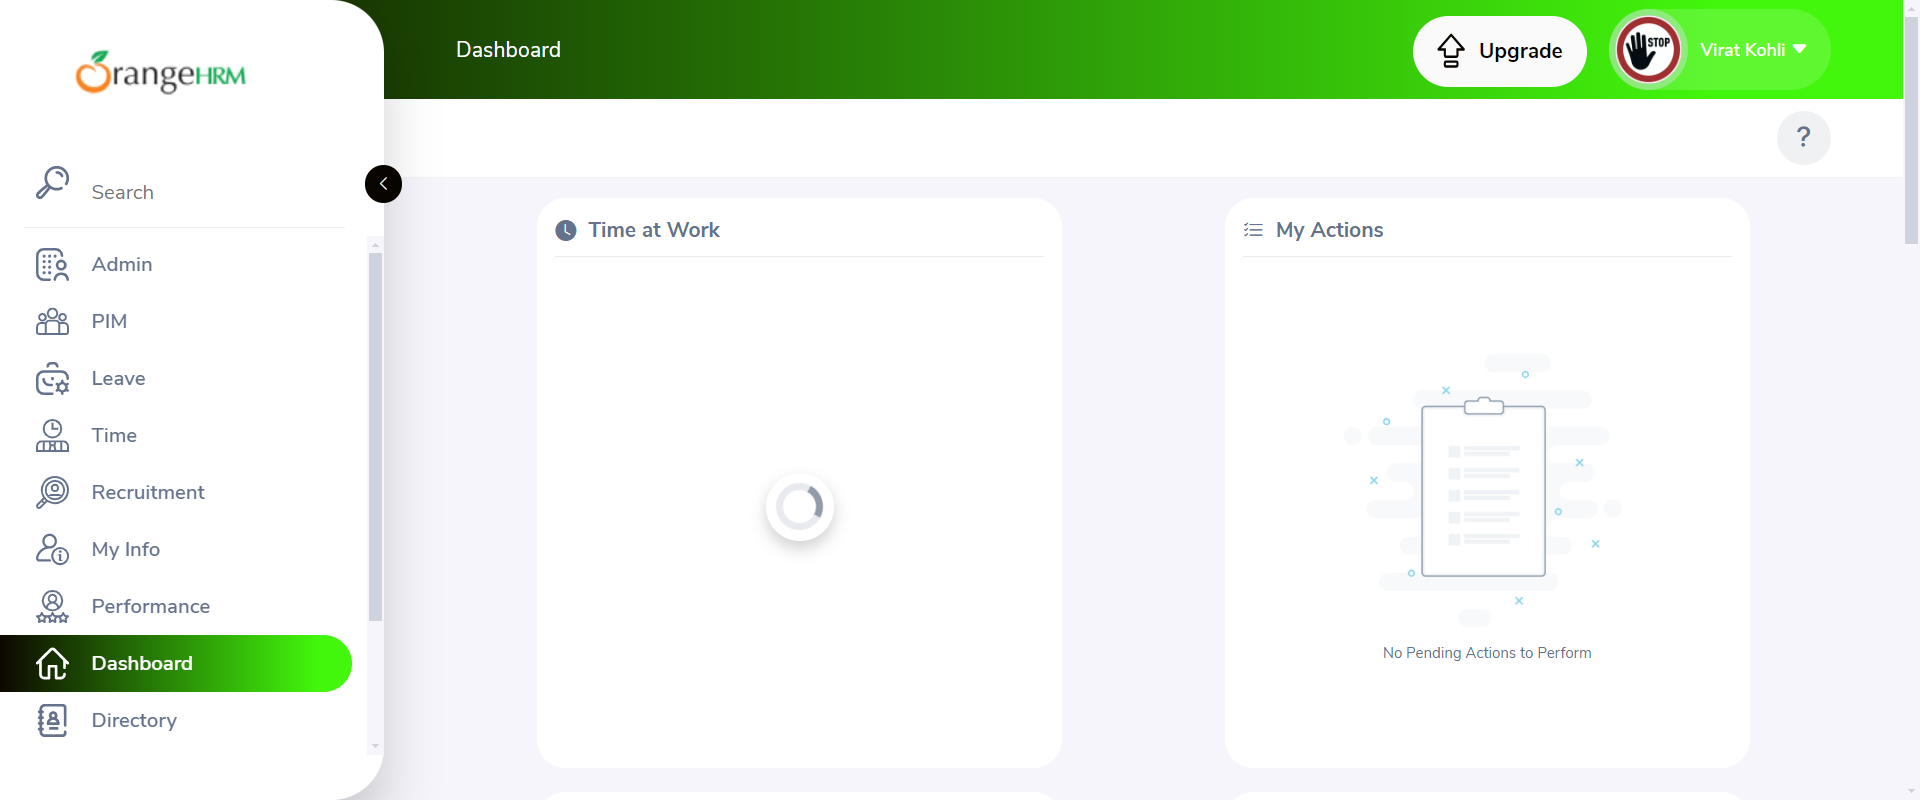 OrangeHRM
Search
Admin
PIM
Leave
Time
Recruitment
My Info
Performance
Dashboard
Directory
Dashboard
Upgrade
STOP
Virat Kohli
?
Time at Work
My Actions
No Pending Actions to Perform